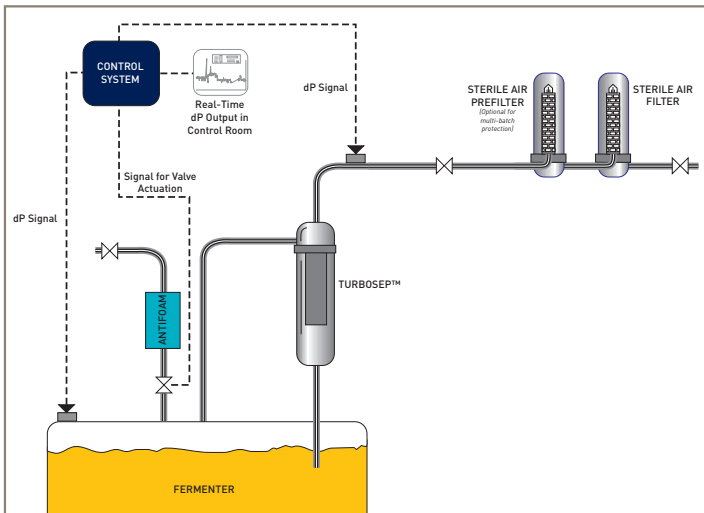 CONTROL
SYSTEM
Real-Time
dP Output in
Control Room
dP Signal
STERILE AIR
PREFILTER
(Optional for
multi-batch
protection)
STERILE AIR
FILTER
Signal for Valve
Actuation
dP Signal
ANTIFOAM
TURBOSEP™
FERMENTER